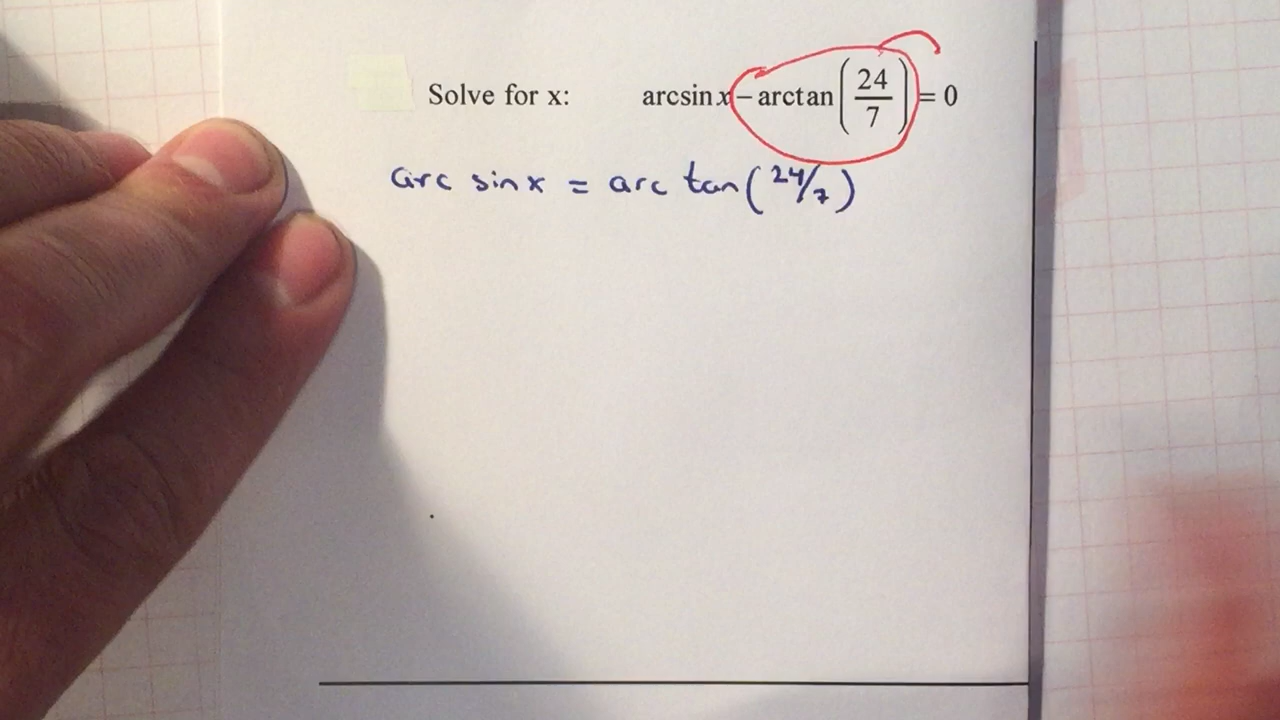 Solve for x: arcsin x − arctan(24/7) = 0
arc sin x = arc tan(24/7)